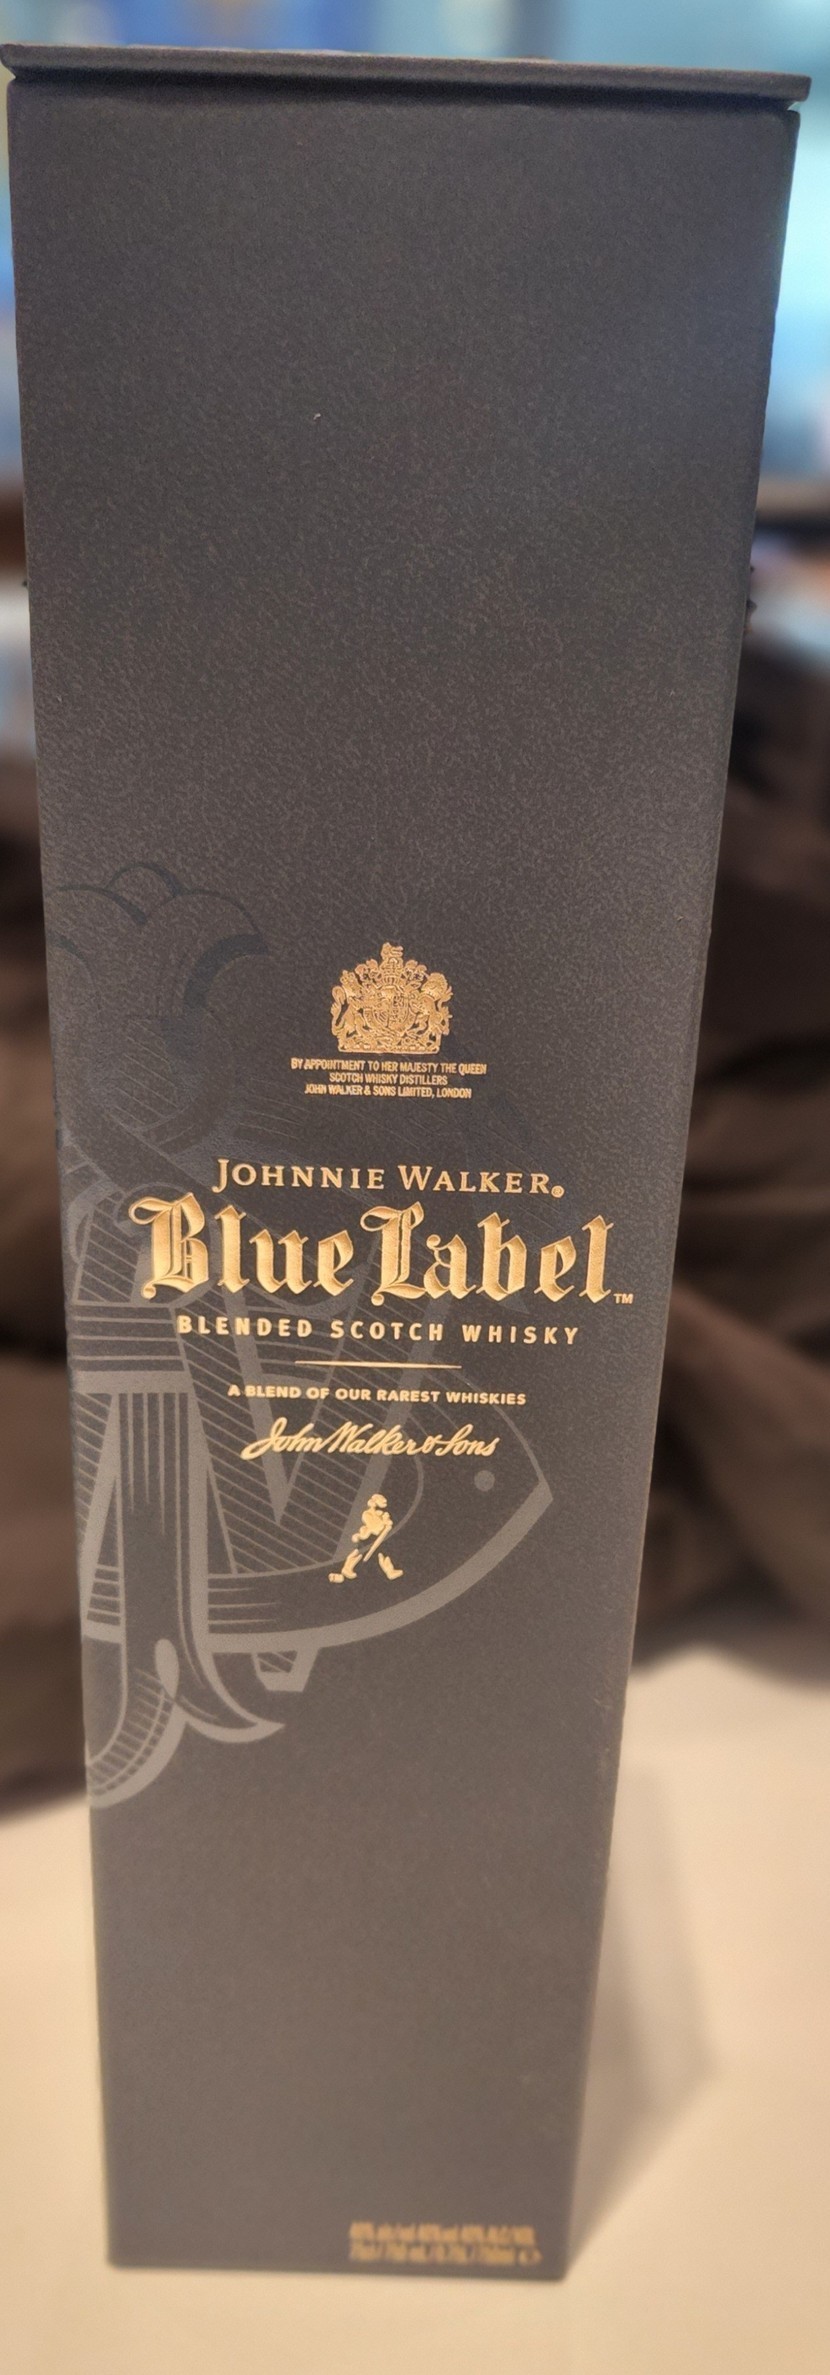 BY APPOINTMENT TO HER MAJESTY THE QUEEN
SCOTCH WHISKY DISTILLERS
JOHN WALKER & SONS LIMITED, LONDON
JOHNNIE WALKER®
Blue Label™
BLENDED SCOTCH WHISKY
A BLEND OF OUR RAREST WHISKIES
John Walker & Sons
TM